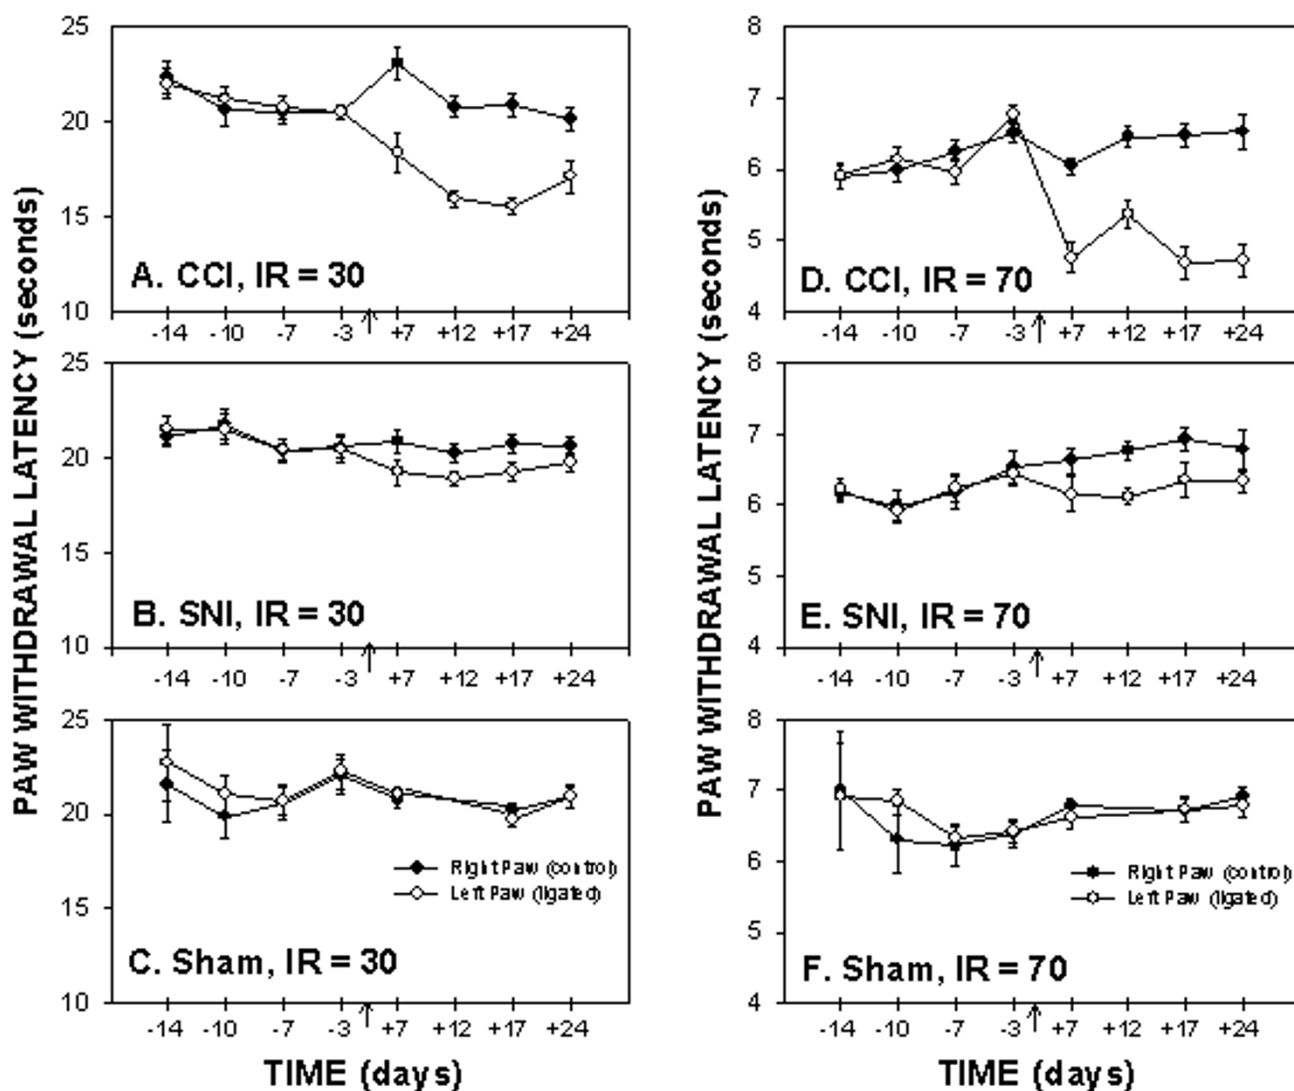 PAW WITHDRAWAL LATENCY (seconds)
25
20
15
10
A. CCI, IR = 30
-14 -10 -7 -3 +7 +12 +17 +24
25
20
15
10
B. SNI, IR = 30
-14 -10 -7 -3 +7 +12 +17 +24
25
20
15
10
Right Paw (control)
Left Paw (ligated)
C. Sham, IR = 30
-14 -10 -7 -3 +7 +12 +17 +24
TIME (days)
PAW WITHDRAWAL LATENCY (seconds)
8
7
6
5
4
D. CCI, IR = 70
-14 -10 -7 -3 +7 +12 +17 +24
8
7
6
5
4
E. SNI, IR = 70
-14 -10 -7 -3 +7 +12 +17 +24
8
7
6
5
4
Right Paw (control)
Left Paw (ligated)
F. Sham, IR = 70
-14 -10 -7 -3 +7 +12 +17 +24
TIME (days)